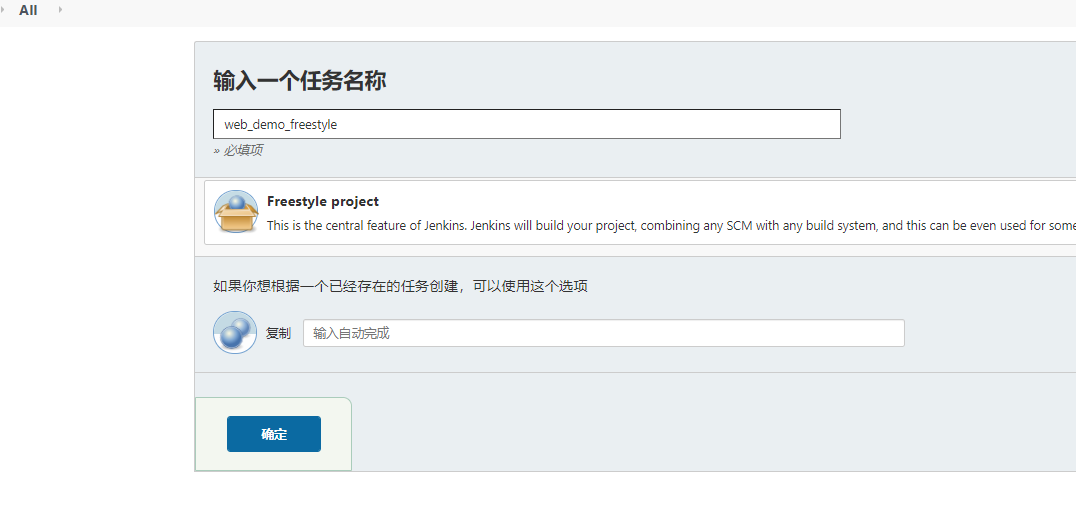 All
输入一个任务名称
web_demo_freestyle
» 必填项
Freestyle project
This is the central feature of Jenkins. Jenkins will build your project, combining any SCM with any build system, and this can be even used for some
如果你想根据一个已经存在的任务创建，可以使用这个选项
复制 输入自动完成
确定